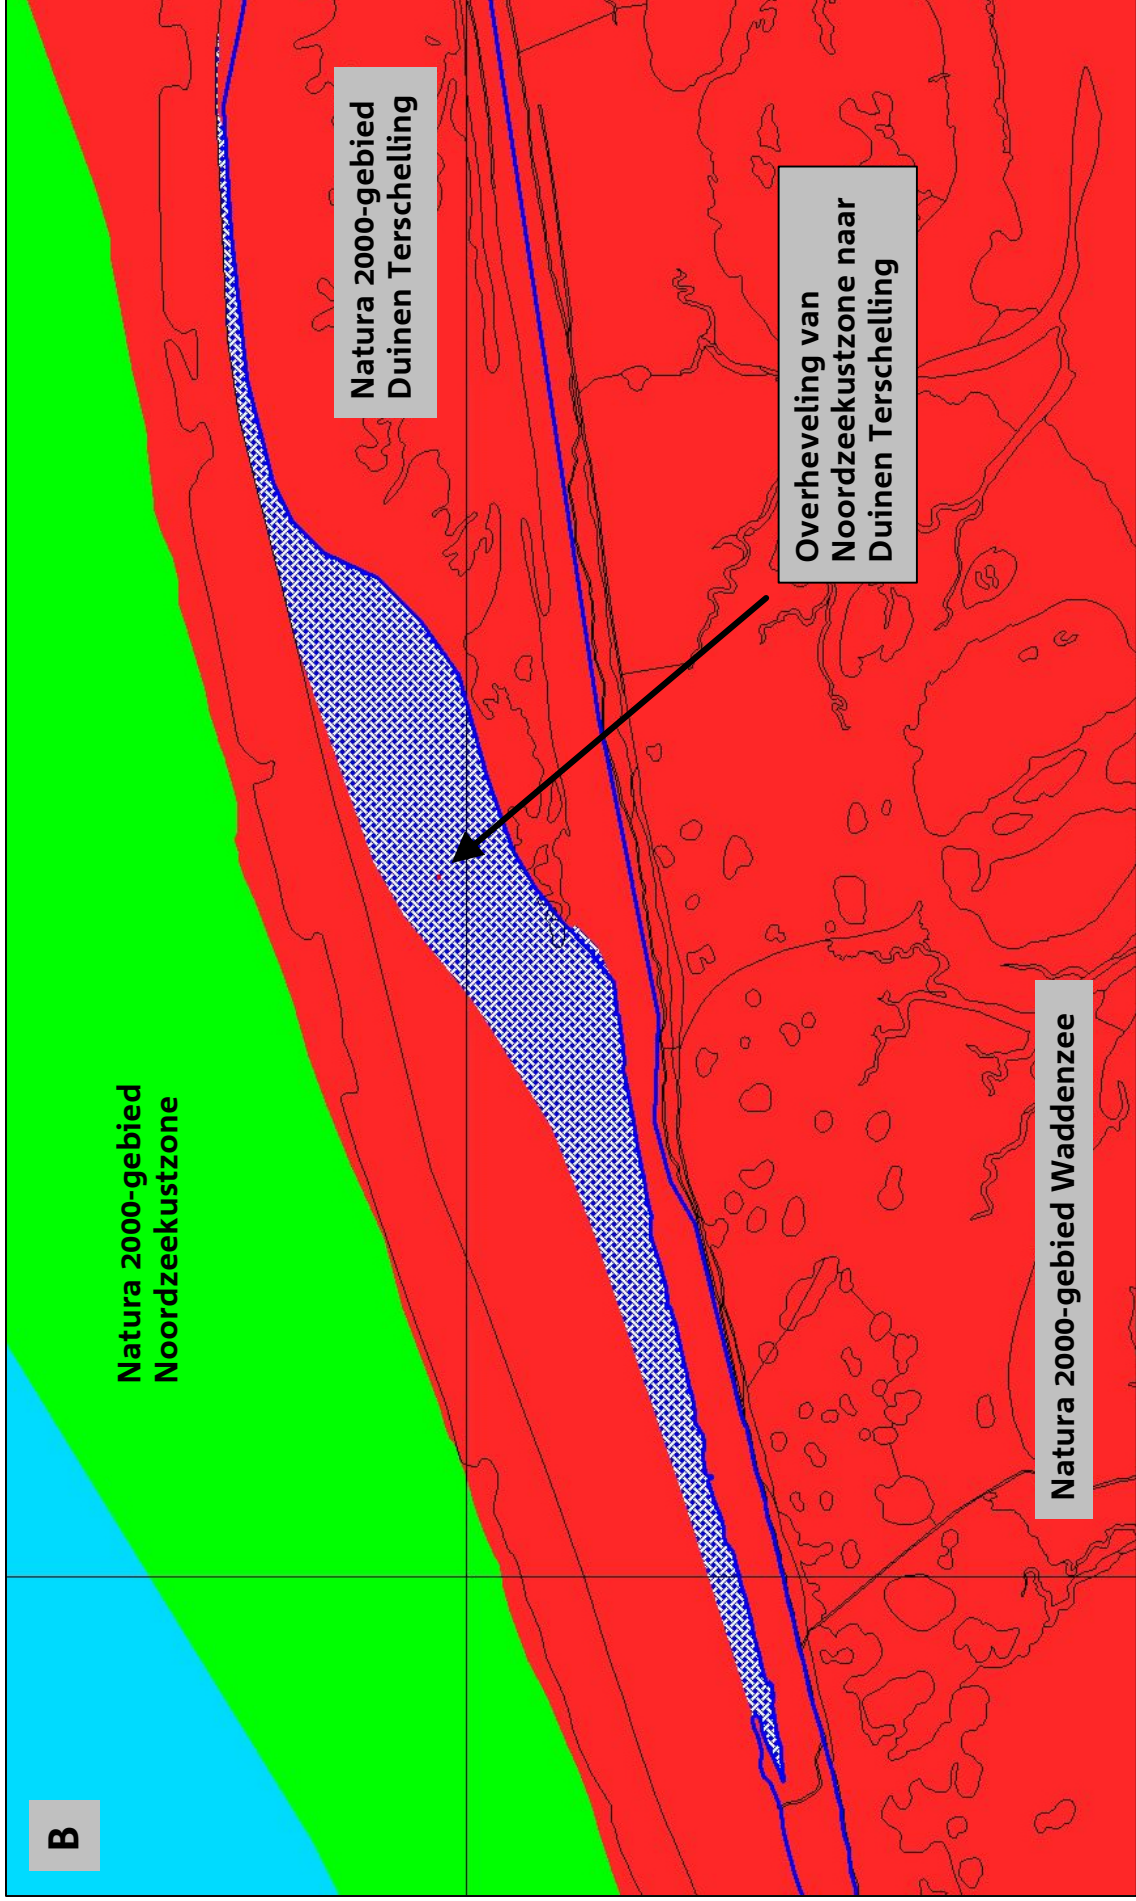 B
Natura 2000-gebied
Noordzeekustzone
Natura 2000-gebied
Duinen Terschelling
Overheveling van
Noordzeekustzone naar
Duinen Terschelling
Natura 2000-gebied Waddenzee